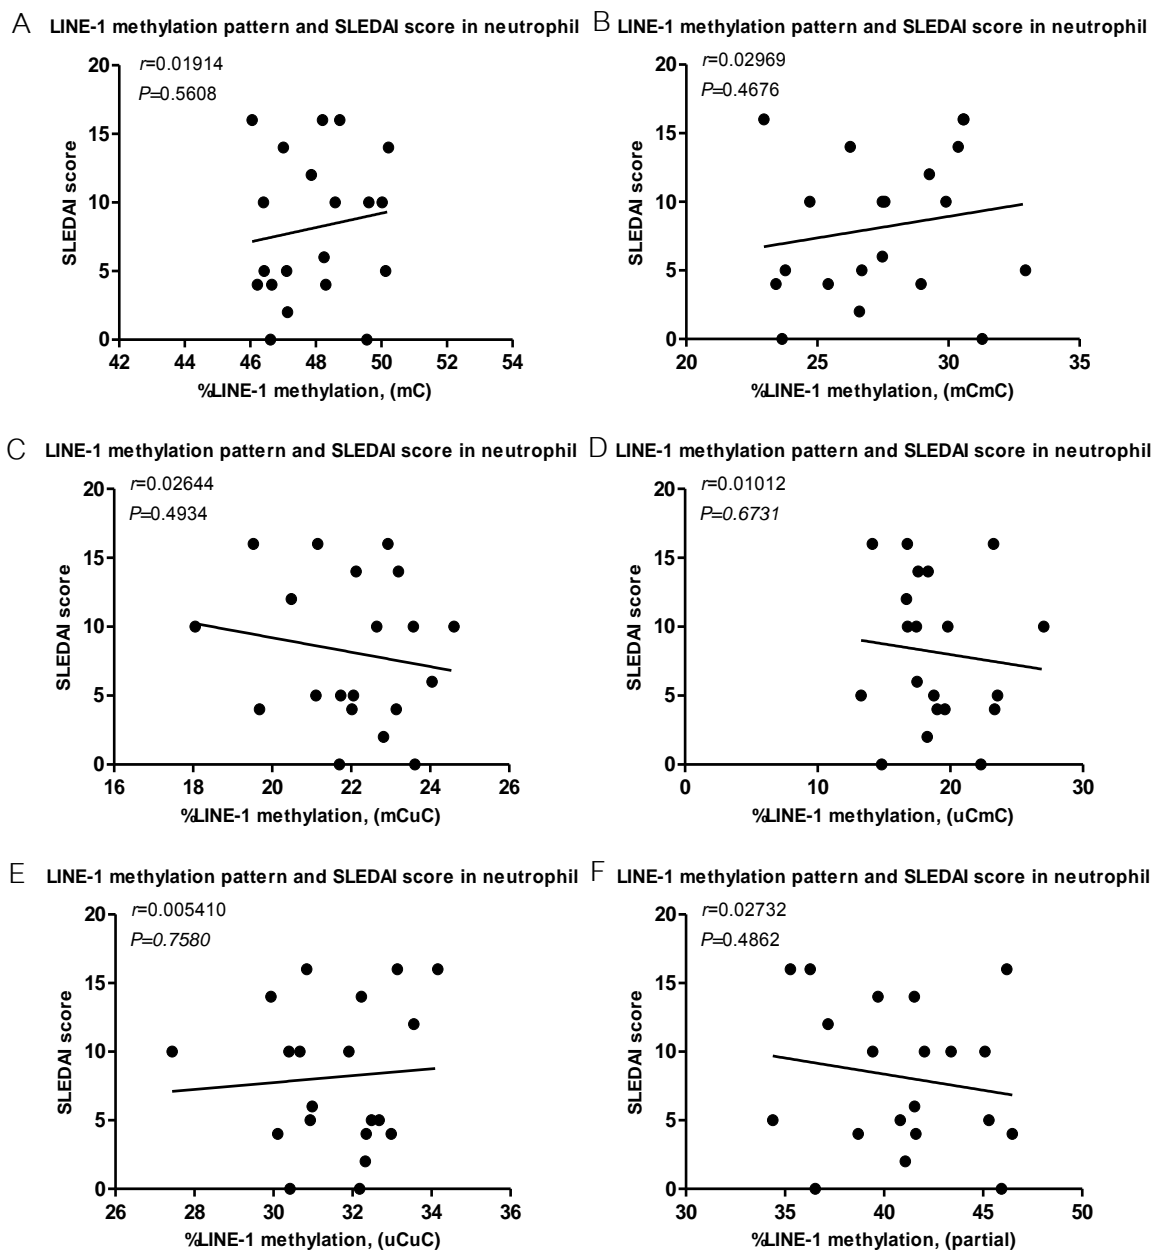 A LINE-1 methylation pattern and SLEDAI score in neutrophil
r=0.01914
P=0.5608
20
15
10
5
0
SLEDAI score
42 44 46 48 50 52 54
%LINE-1 methylation, (mC)
B LINE-1 methylation pattern and SLEDAI score in neutrophil
r=0.02969
P=0.4676
20
15
10
5
0
SLEDAI score
20 25 30 35
%LINE-1 methylation, (mCmC)
C LINE-1 methylation pattern and SLEDAI score in neutrophil
r=0.02644
P=0.4934
20
15
10
5
0
SLEDAI score
16 18 20 22 24 26
%LINE-1 methylation, (mCuC)
D LINE-1 methylation pattern and SLEDAI score in neutrophil
r=0.01012
P=0.6731
20
15
10
5
0
SLEDAI score
0 10 20 30
%LINE-1 methylation, (uCmC)
E LINE-1 methylation pattern and SLEDAI score in neutrophil
r=0.005410
P=0.7580
20
15
10
5
0
SLEDAI score
26 28 30 32 34 36
%LINE-1 methylation, (uCuC)
F LINE-1 methylation pattern and SLEDAI score in neutrophil
r=0.02732
P=0.4862
20
15
10
5
0
SLEDAI score
30 35 40 45 50
%LINE-1 methylation, (partial)